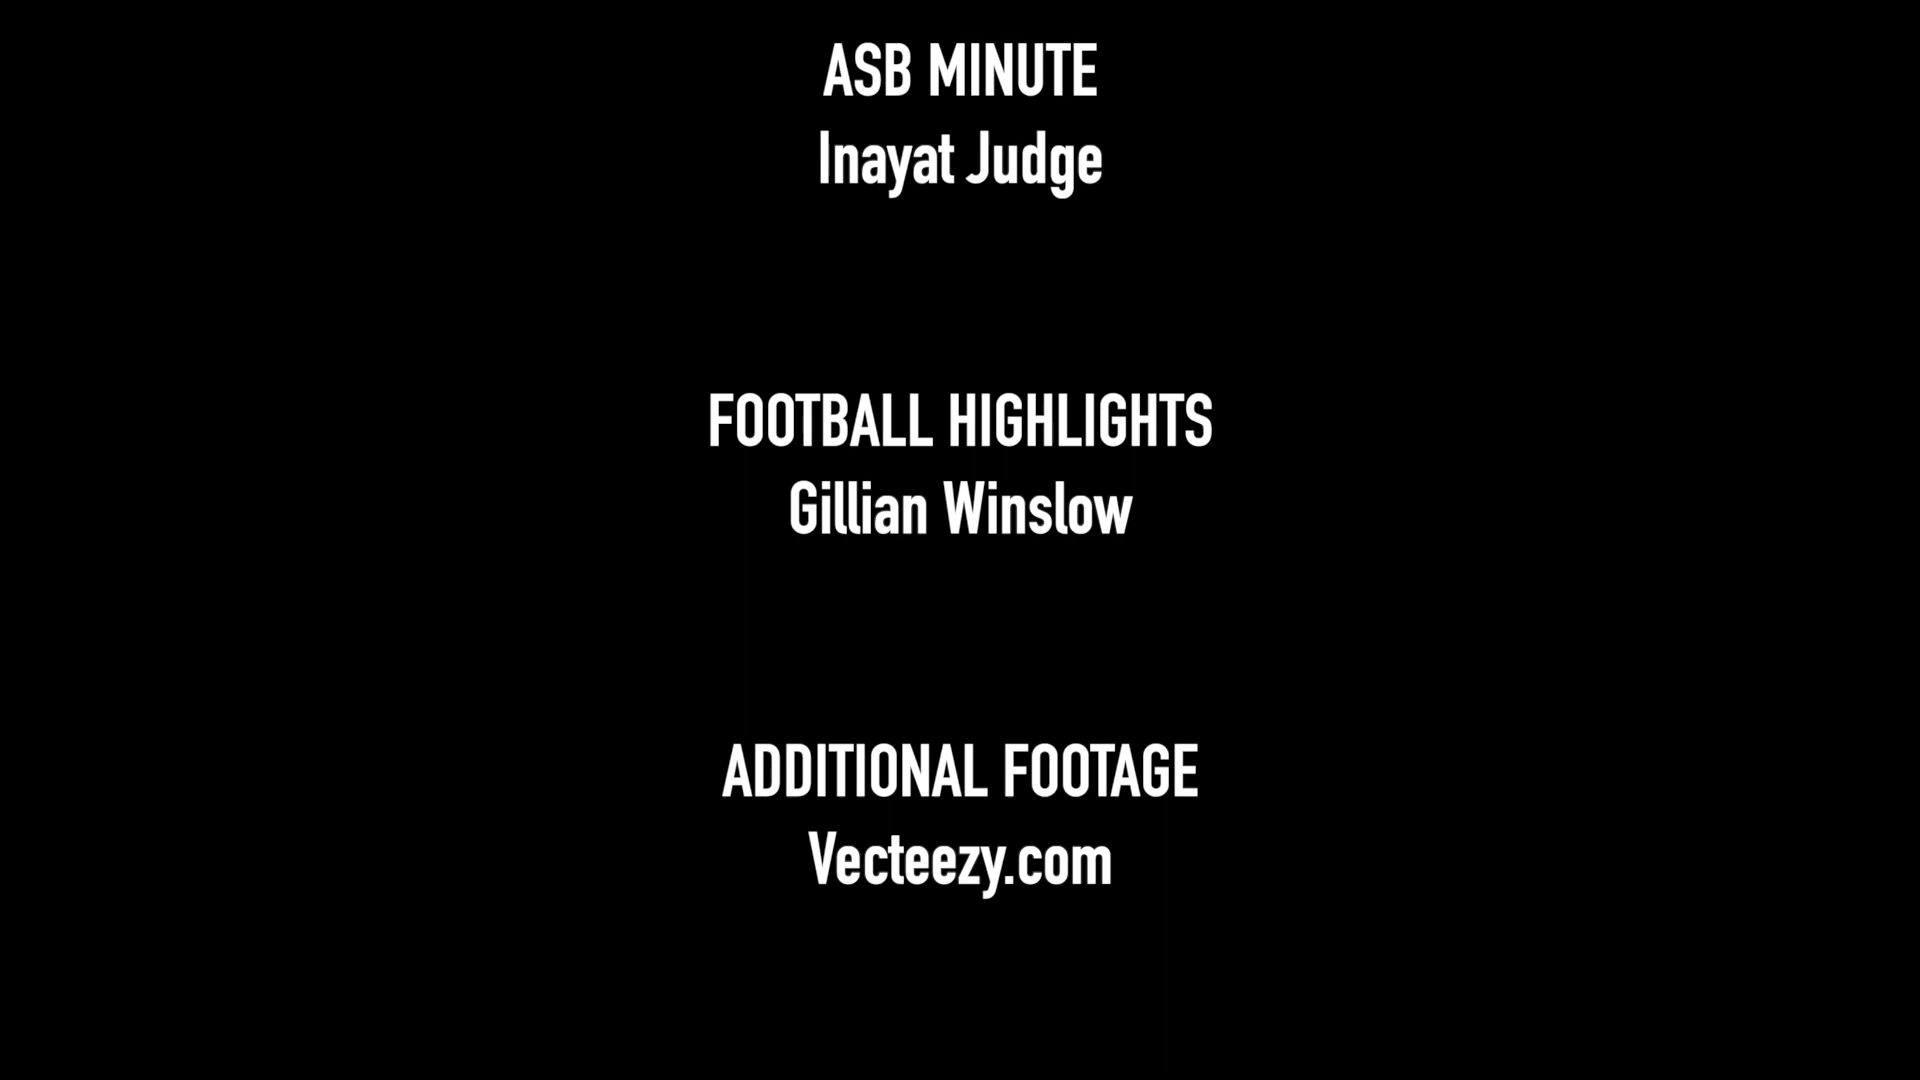 ASB MINUTE
Inayat Judge
FOOTBALL HIGHLIGHTS
Gillian Winslow
ADDITIONAL FOOTAGE
Vecteezy.com